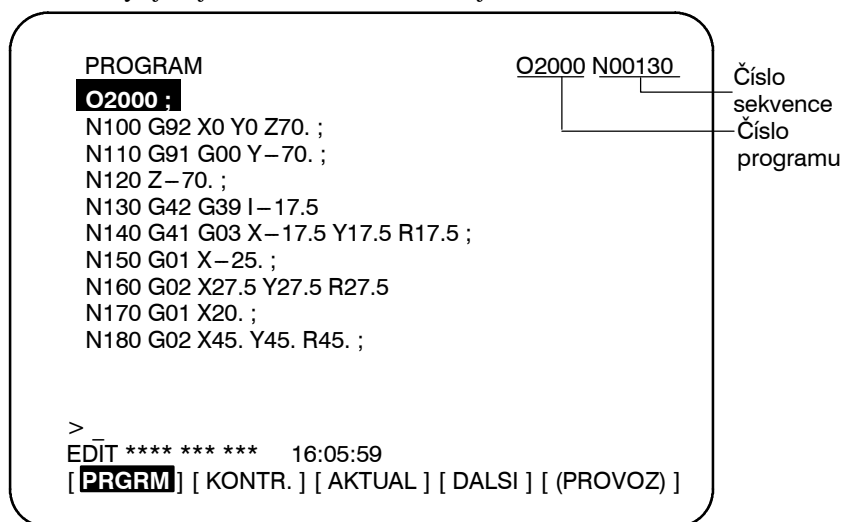 PROGRAM O2000 N00130
O2000 ;
N100 G92 X0 Y0 Z70. ;
N110 G91 G00 Y−70. ;
N120 Z−70. ;
N130 G42 G39 I−17.5
N140 G41 G03 X−17.5 Y17.5 R17.5 ;
N150 G01 X−25. ;
N160 G02 X27.5 Y27.5 R27.5
N170 G01 X20. ;
N180 G02 X45. Y45. R45. ;
> _
EDIT **** *** *** 16:05:59
[ PRGRM ] [ KONTR. ] [ AKTUAL ] [ DALSI ] [ (PROVOZ) ]
Číslo
sekvence
Číslo
programu